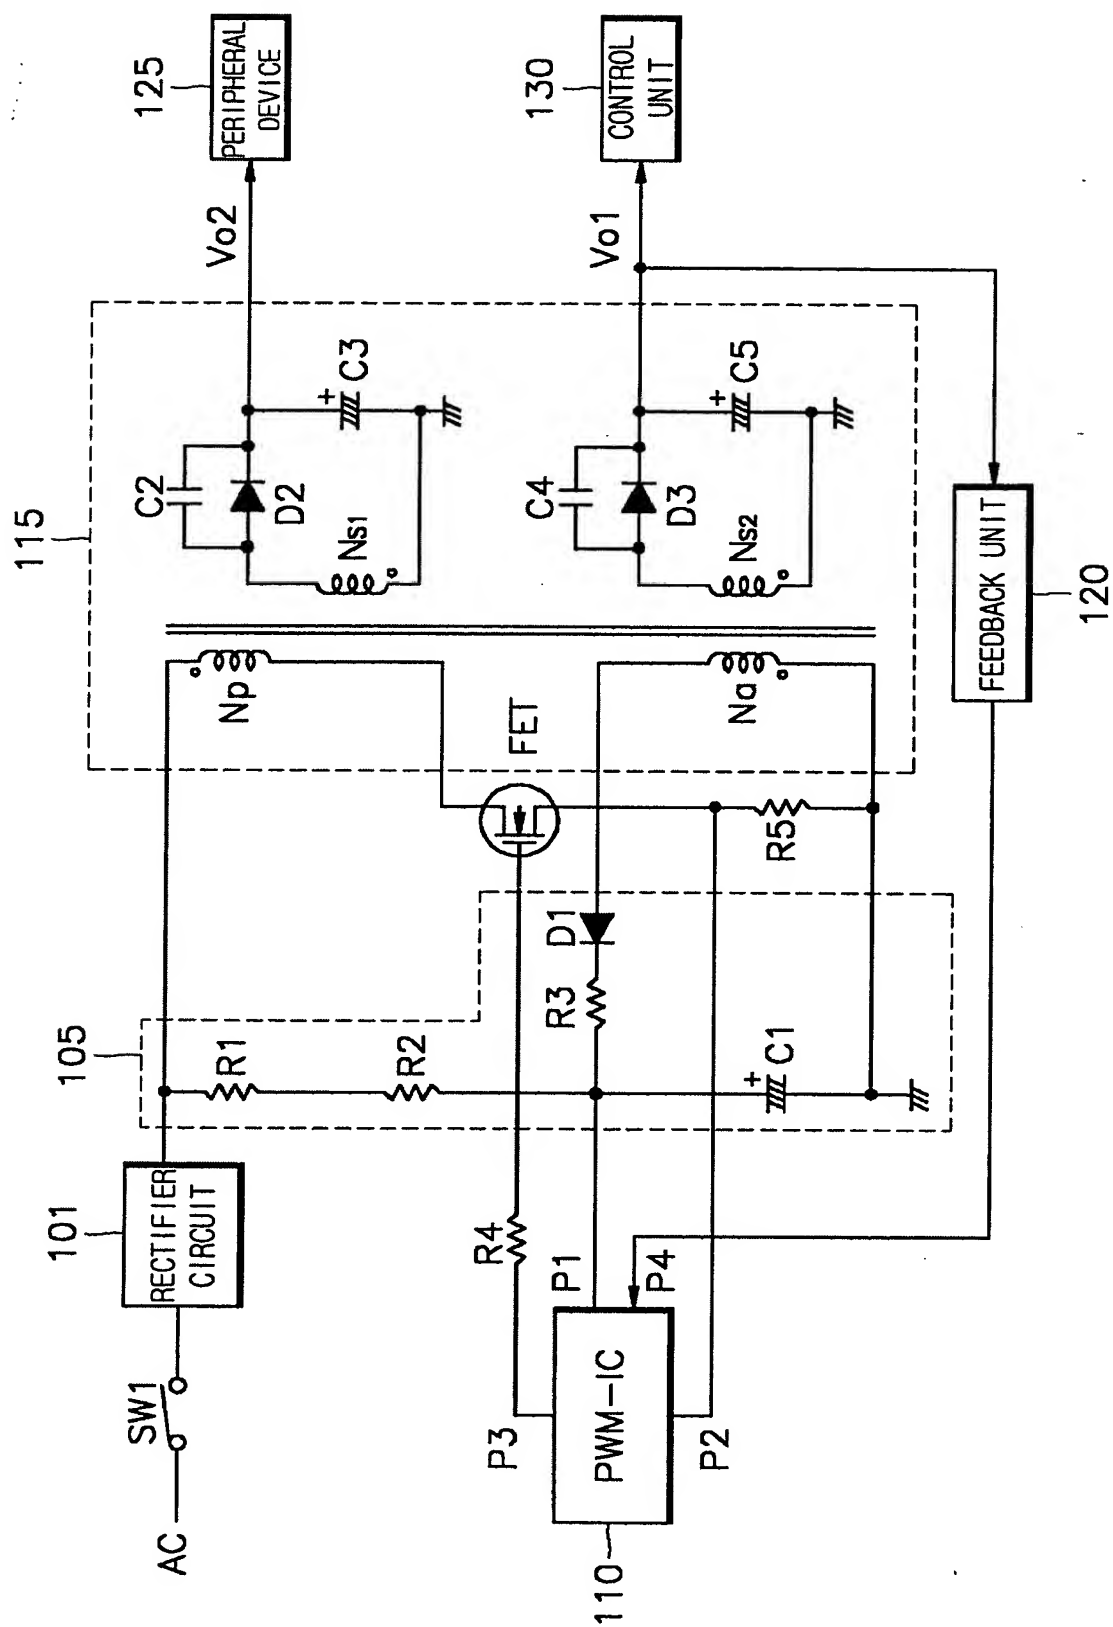 AC
SW1
101
RECTIFIER
CIRCUIT
105
R1
R2
R3
D1
C1
R4
R5
FET
110
PWM-IC
P1
P2
P3
P4
115
Np
Na
Ns1
Ns2
C2
D2
C3
C4
D3
C5
Vo2
Vo1
125
PERIPHERAL
DEVICE
130
CONTROL
UNIT
FEEDBACK UNIT
120